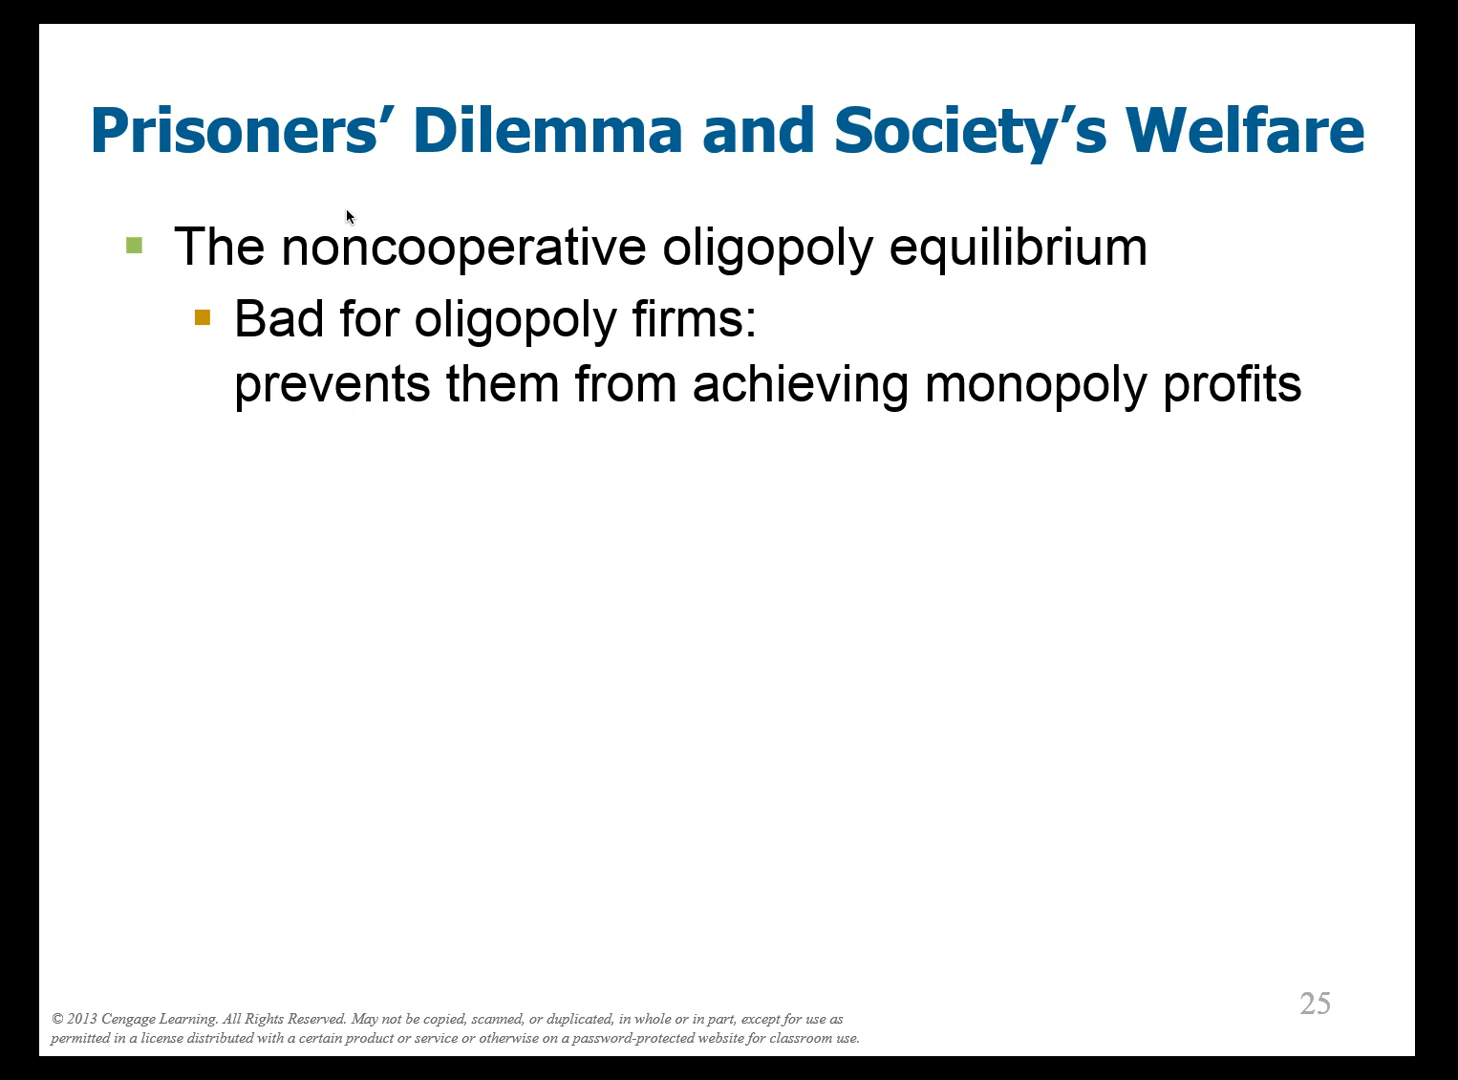 Prisoners’ Dilemma and Society’s Welfare
The noncooperative oligopoly equilibrium
Bad for oligopoly firms:
prevents them from achieving monopoly profits
25
© 2013 Cengage Learning. All Rights Reserved. May not be copied, scanned, or duplicated, in whole or in part, except for use as
permitted in a license distributed with a certain product or service or otherwise on a password-protected website for classroom use.